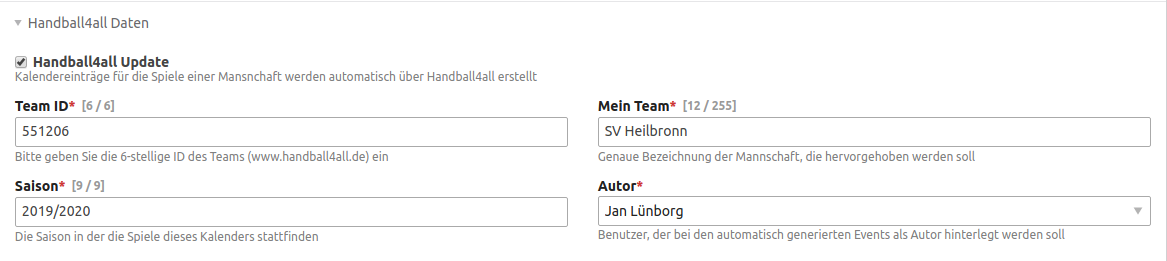 Handball4all Daten
Handball4all Update
Kalendereinträge für die Spiele einer Mansnchaft werden automatisch über Handball4all erstellt
Team ID* [6 / 6]
551206
Bitte geben Sie die 6-stellige ID des Teams (www.handball4all.de) ein
Mein Team* [12 / 255]
SV Heilbronn
Genaue Bezeichnung der Mannschaft, die hervorgehoben werden soll
Saison* [9 / 9]
2019/2020
Die Saison in der die Spiele dieses Kalenders stattfinden
Autor*
Jan Lünborg
Benutzer, der bei den automatisch generierten Events als Autor hinterlegt werden soll